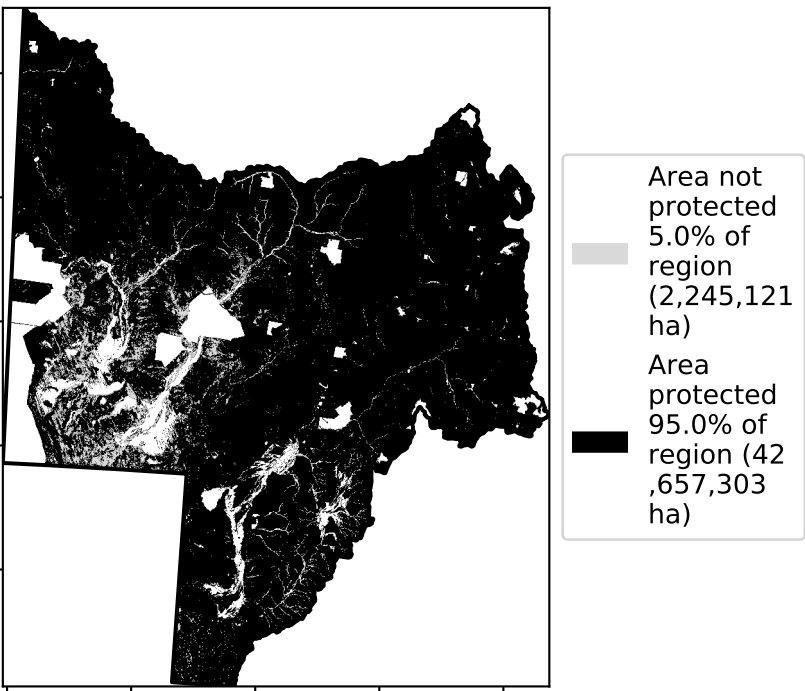 Area not
protected
5.0% of
region
(2,245,121
ha)
Area
protected
95.0% of
region (42
,657,303
ha)